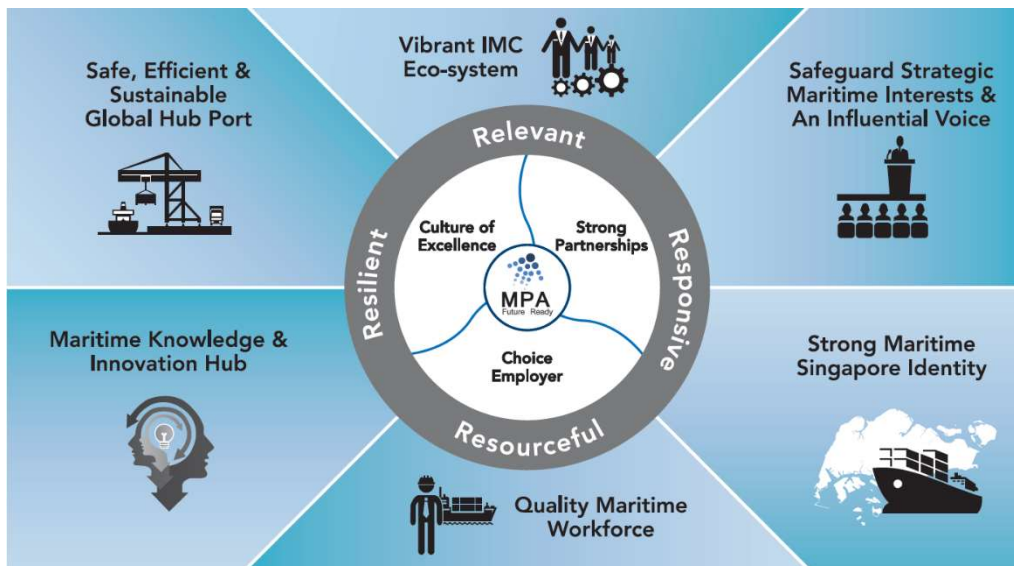 Safe, Efficient &
Sustainable
Global Hub Port
Vibrant IMC
Eco-system
Safeguard Strategic
Maritime Interests &
An Influential Voice
Relevant
Resilient
Responsive
Resourceful
Culture of
Excellence
Strong
Partnerships
MPA
Future Ready
Choice
Employer
Maritime Knowledge &
Innovation Hub
Quality Maritime
Workforce
Strong Maritime
Singapore Identity